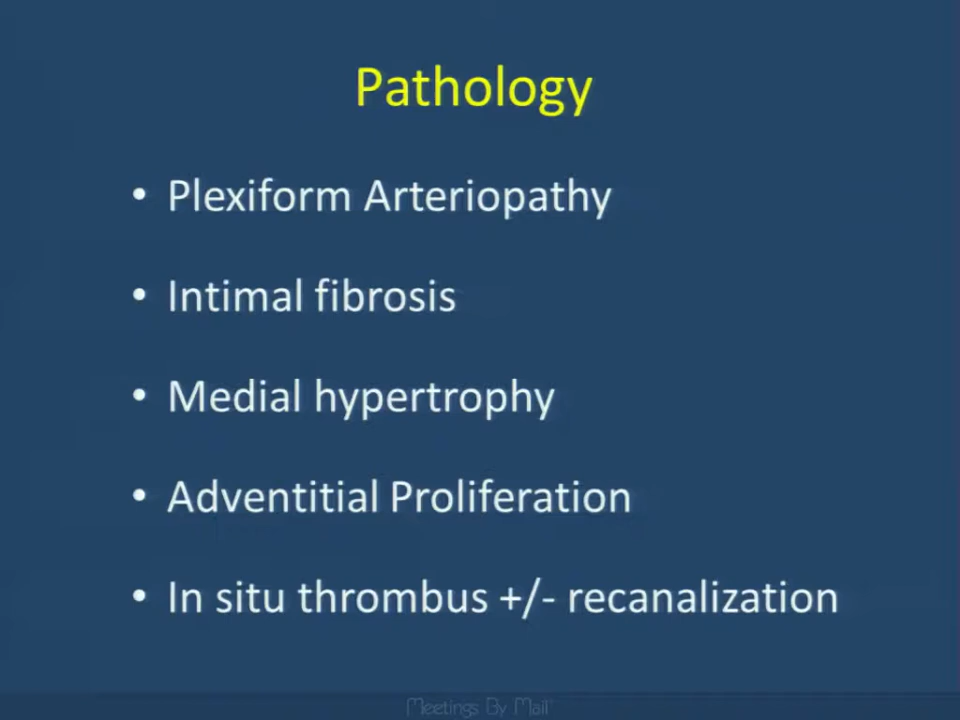 Pathology
• Plexiform Arteriopathy
• Intimal fibrosis
• Medial hypertrophy
• Adventitial Proliferation
• In situ thrombus +/- recanalization
Meetings By Mail